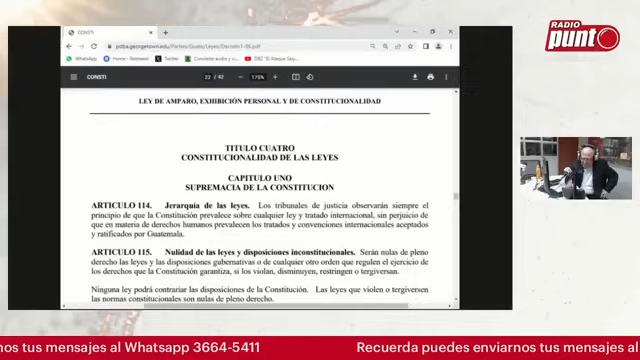 CONSTI
pdba.georgetown.edu/Parties/Guate/Leyes/Decreto1-86.pdf
WhatsApp
Home - Redtweet
Twitter
Convierte audio y v...
DBZ "El Ataque Say...
CONSTI
22 / 42
175%
LEY DE AMPARO, EXHIBICIÓN PERSONAL Y DE CONSTITUCIONALIDAD
TITULO CUATRO
CONSTITUCIONALIDAD DE LAS LEYES
CAPITULO UNO
SUPREMACIA DE LA CONSTITUCION
ARTICULO 114. Jerarquía de las leyes. Los tribunales de justicia observarán siempre el
principio de que la Constitución prevalece sobre cualquier ley y tratado internacional, sin perjuicio de
que en materia de derechos humanos prevalecen los tratados y convenciones internacionales aceptados
y ratificados por Guatemala.
ARTICULO 115. Nulidad de las leyes y disposiciones inconstitucionales. Serán nulas de pleno
derecho las leyes y las disposiciones gubernativas o de cualquier otro orden que regulen el ejercicio de
los derechos que la Constitución garantiza, si los violan, disminuyen, restringen o tergiversan.
Ninguna ley podrá contrariar las disposiciones de la Constitución. Las leyes que violen o tergiversen
las normas constitucionales son nulas de pleno derecho.
RADIO
punto
nos tus mensajes al Whatsapp 3664-5411
Recuerda puedes enviarnos tus mensajes al